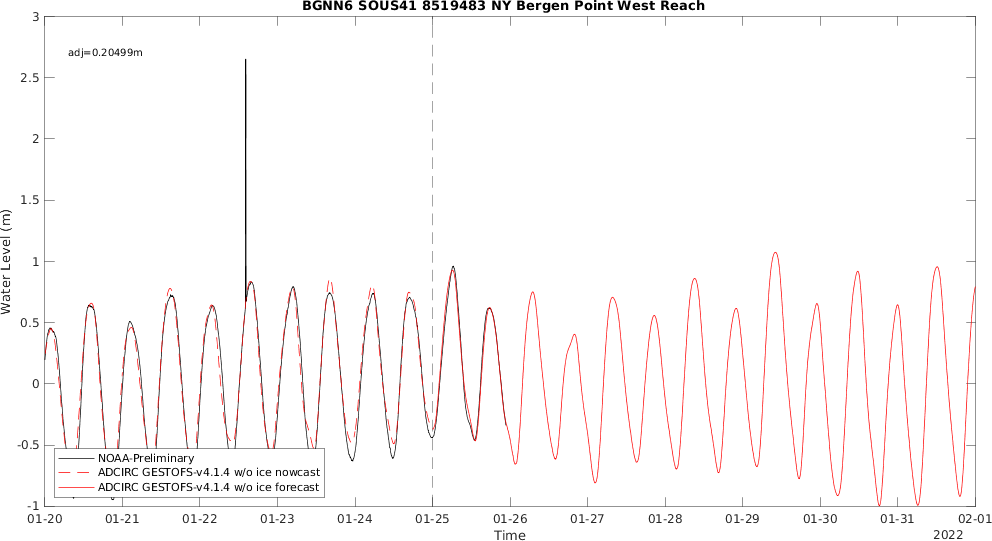 BGNN6 SOUS41 8519483 NY Bergen Point West Reach
adj=0.20499m
3
2.5
2
1.5
1
0.5
0
-0.5
-1
Water Level (m)
NOAA-Preliminary
ADCIRC GESTOFS-v4.1.4 w/o ice nowcast
ADCIRC GESTOFS-v4.1.4 w/o ice forecast
01-20 01-21 01-22 01-23 01-24 01-25 01-26 01-27 01-28 01-29 01-30 01-31 02-01
Time
2022